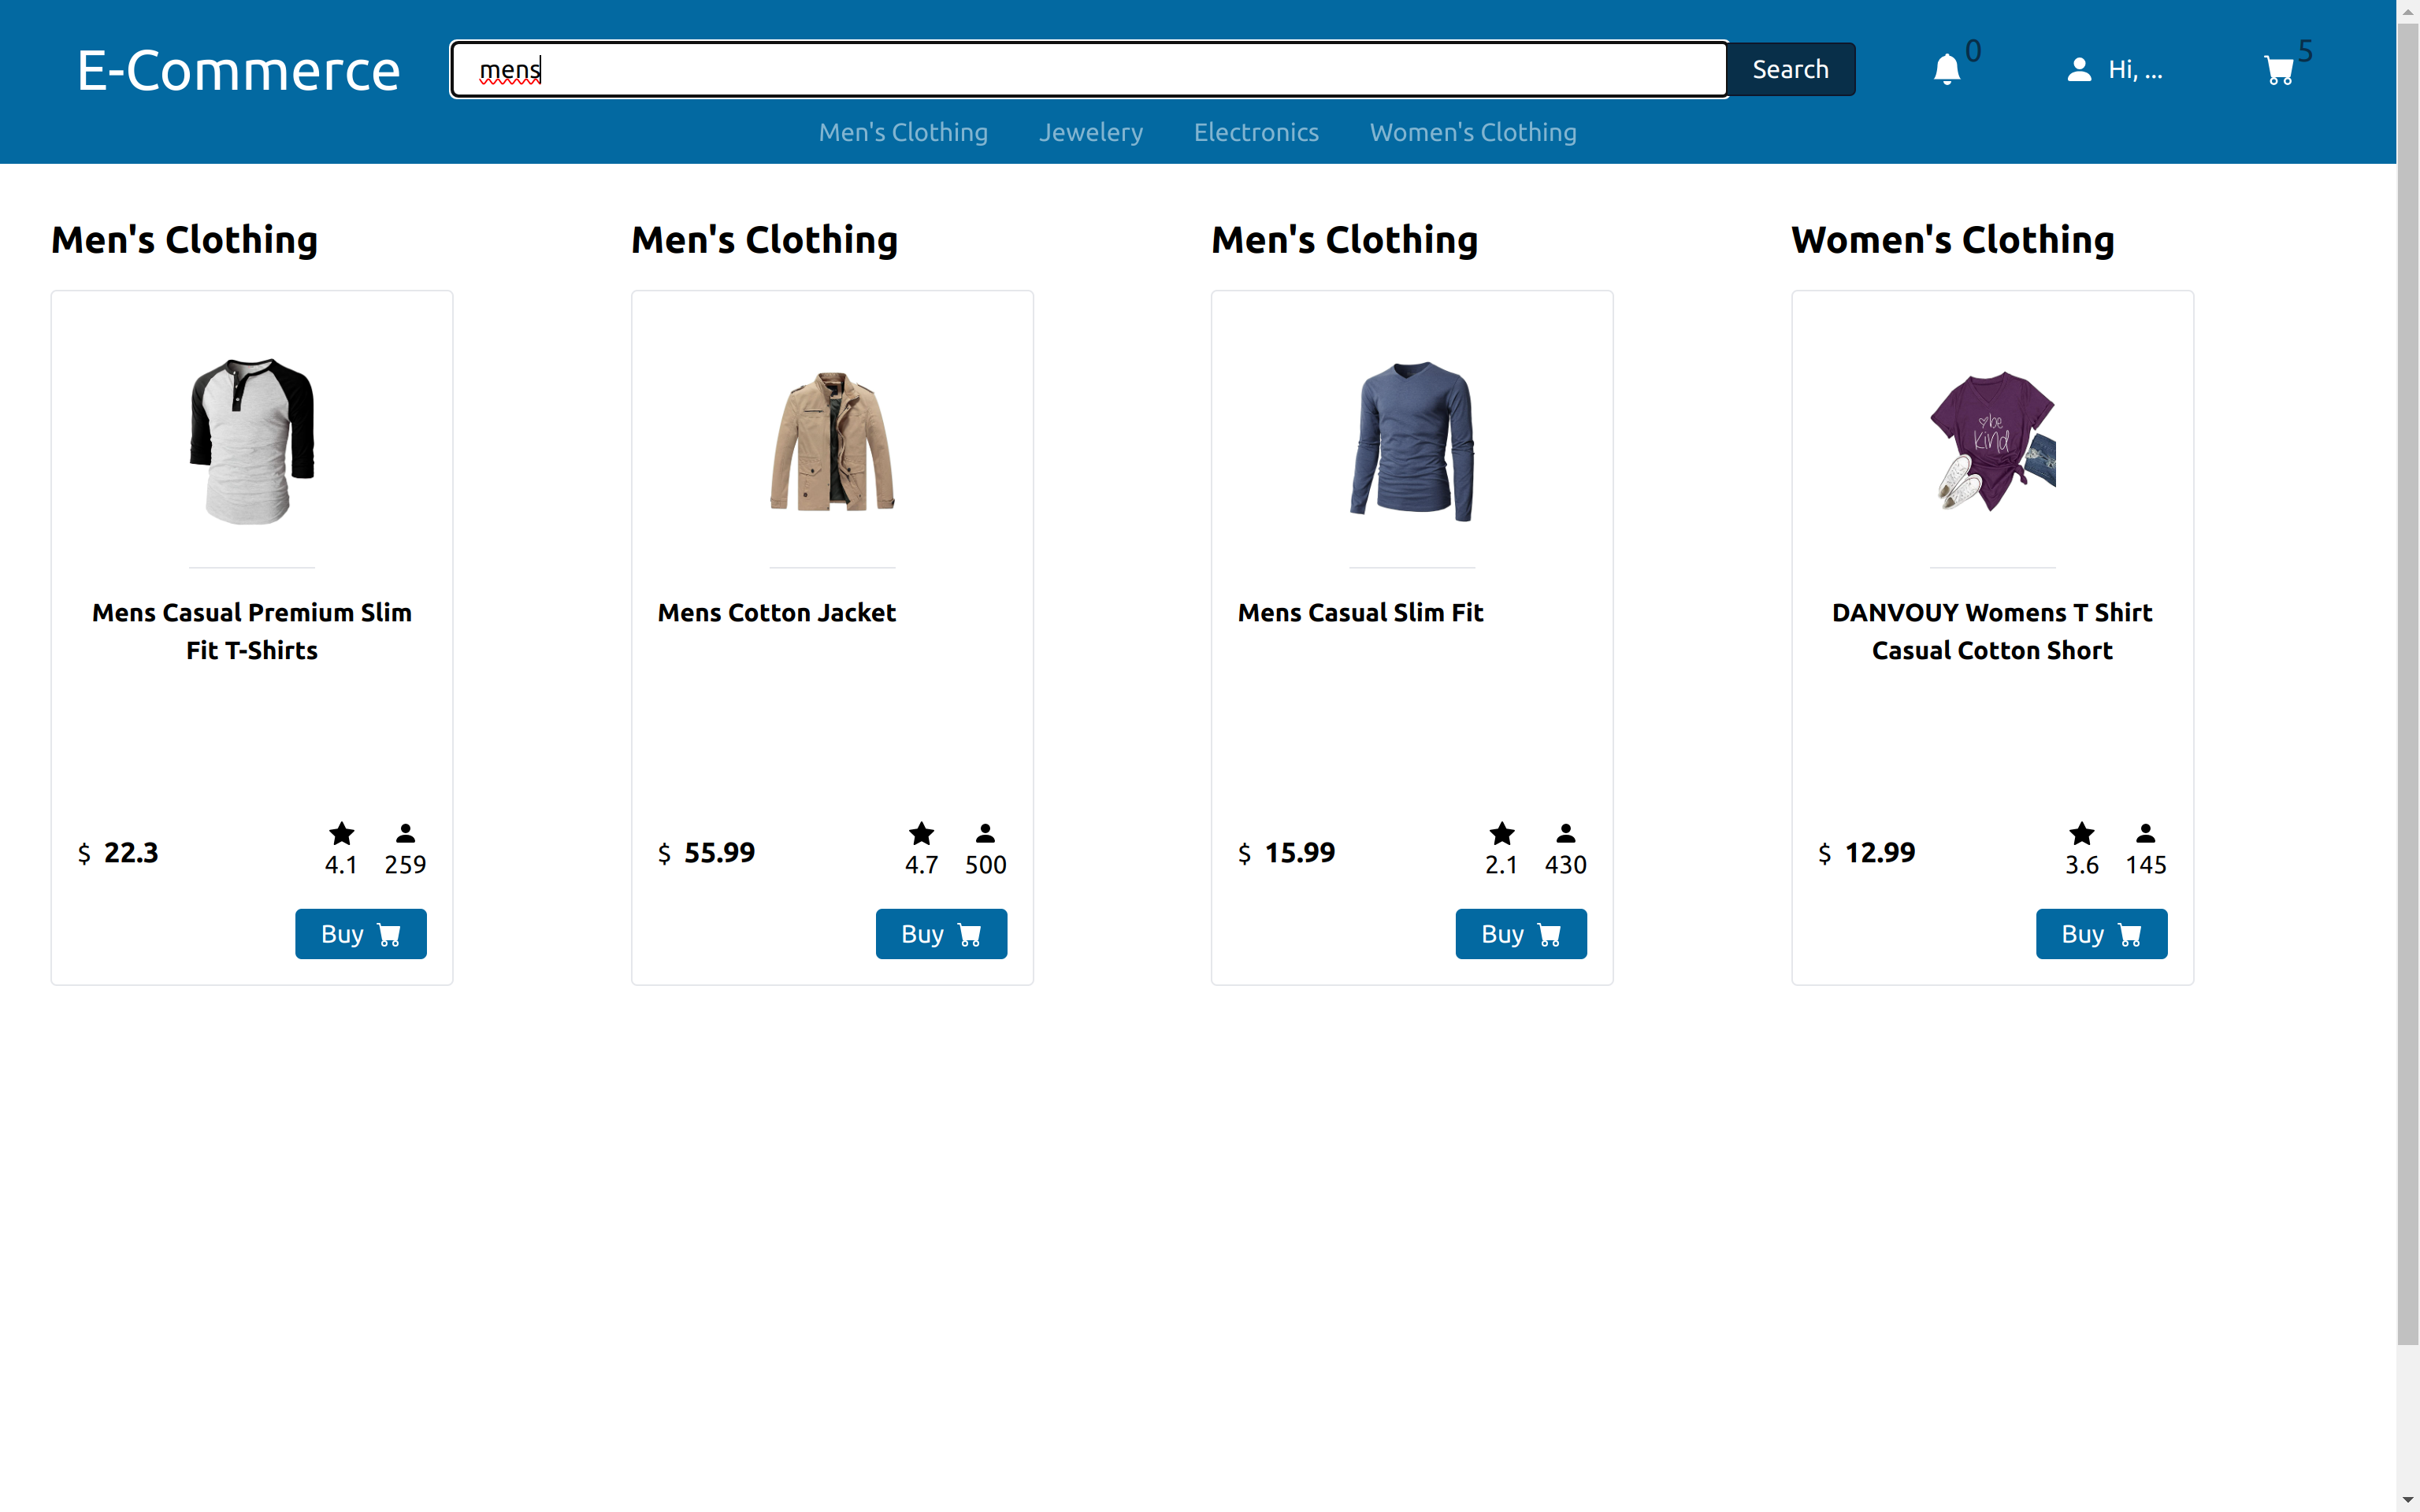 E-Commerce
mens
Search
0
Hi, ...
5
Men's Clothing
Jewelery
Electronics
Women's Clothing
Men's Clothing
Men's Clothing
Men's Clothing
Women's Clothing
be
Kind
Mens Casual Premium Slim
Fit T-Shirts
Mens Cotton Jacket
Mens Casual Slim Fit
DANVOUY Womens T Shirt
Casual Cotton Short
$ 22.3
4.1
259
$ 55.99
4.7
500
$ 15.99
2.1
430
$ 12.99
3.6
145
Buy
Buy
Buy
Buy